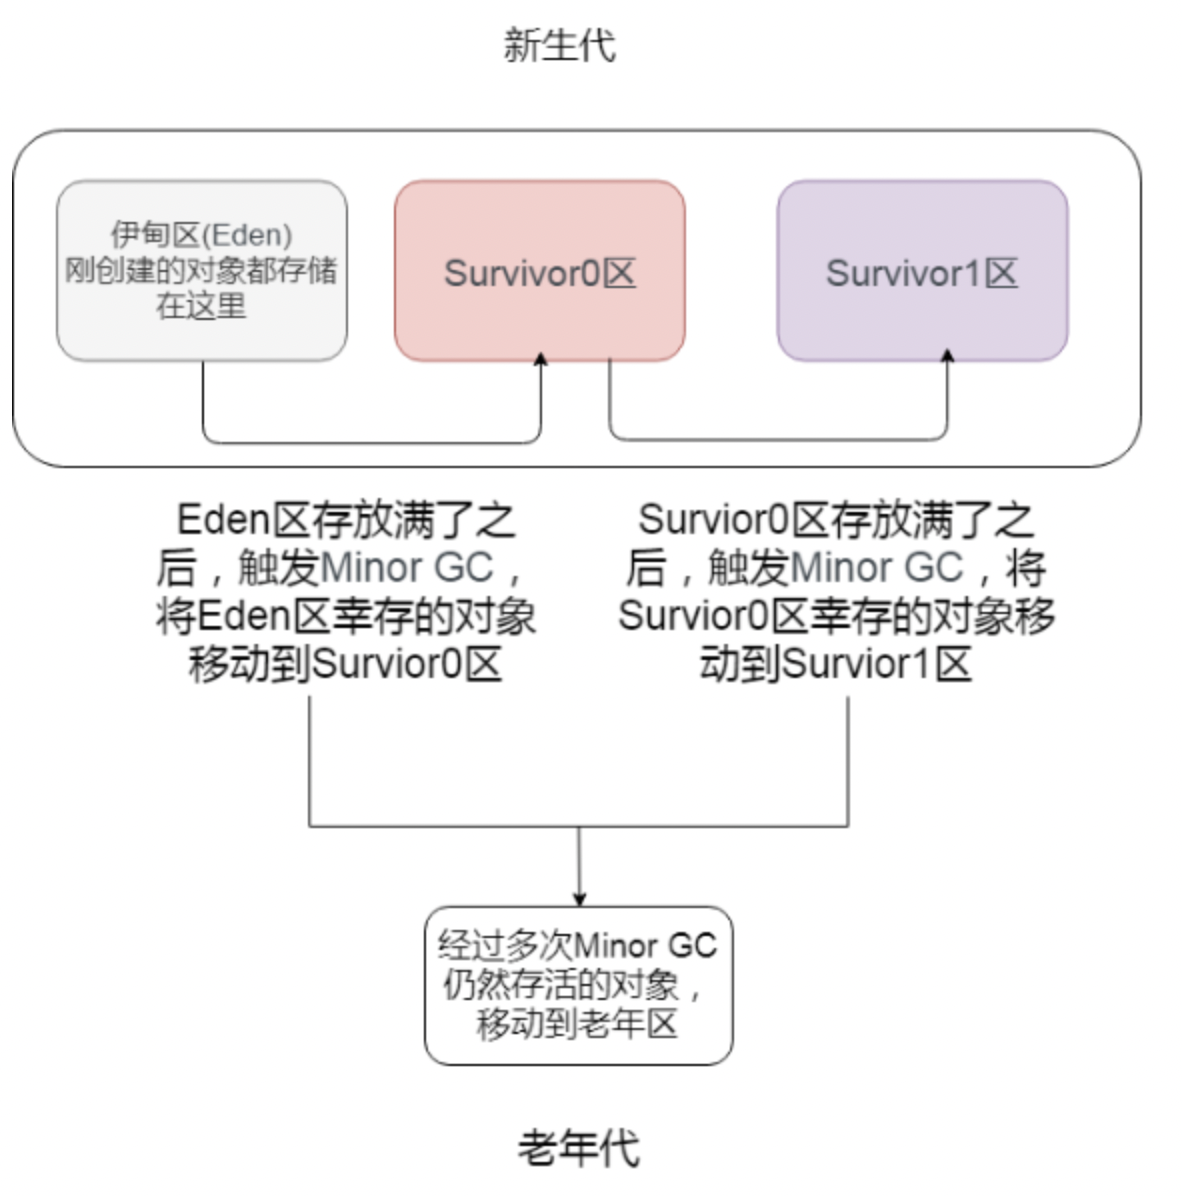 新生代
伊甸区(Eden)
刚创建的对象都存储
在这里
Survivor0区
Survivor1区
Eden区存放满了之
后，触发Minor GC，
将Eden区幸存的对象
移动到Survior0区
Survior0区存放满了之
后，触发Minor GC，将
Survior0区幸存的对象移
动到Survior1区
经过多次Minor GC
仍然存活的对象，
移动到老年区
老年代